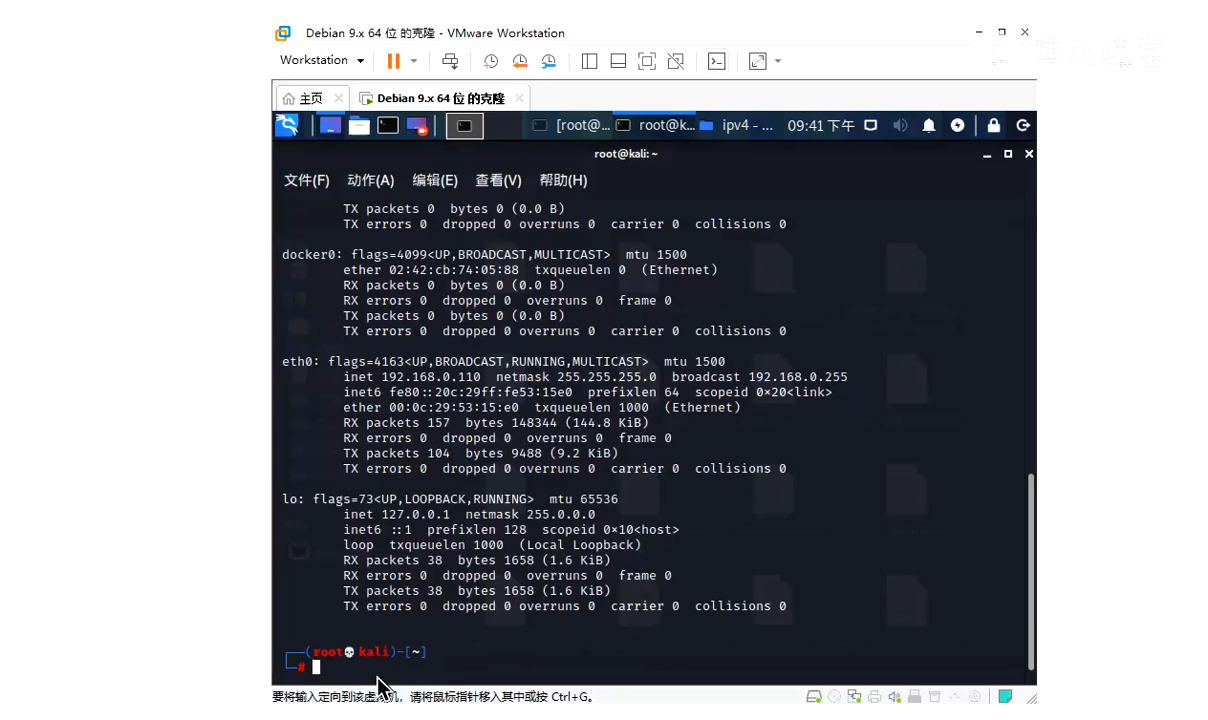 Debian 9.x 64 位 的克隆 - VMware Workstation
Workstation
主页 Debian 9.x 64 位 的克隆
[root@... root@k... ipv4 - ... 09:41 下午
root@kali: ~
文件(F) 动作(A) 编辑(E) 查看(V) 帮助(H)
TX packets 0 bytes 0 (0.0 B)
TX errors 0 dropped 0 overruns 0 carrier 0 collisions 0
docker0: flags=4099<UP,BROADCAST,MULTICAST> mtu 1500
ether 02:42:cb:74:05:88 txqueuelen 0 (Ethernet)
RX packets 0 bytes 0 (0.0 B)
RX errors 0 dropped 0 overruns 0 frame 0
TX packets 0 bytes 0 (0.0 B)
TX errors 0 dropped 0 overruns 0 carrier 0 collisions 0
eth0: flags=4163<UP,BROADCAST,RUNNING,MULTICAST> mtu 1500
inet 192.168.0.110 netmask 255.255.255.0 broadcast 192.168.0.255
inet6 fe80::20c:29ff:fe53:15e0 prefixlen 64 scopeid 0×20<link>
ether 00:0c:29:53:15:e0 txqueuelen 1000 (Ethernet)
RX packets 157 bytes 148344 (144.8 KiB)
RX errors 0 dropped 0 overruns 0 frame 0
TX packets 104 bytes 9488 (9.2 KiB)
TX errors 0 dropped 0 overruns 0 carrier 0 collisions 0
lo: flags=73<UP,LOOPBACK,RUNNING> mtu 65536
inet 127.0.0.1 netmask 255.0.0.0
inet6 ::1 prefixlen 128 scopeid 0×10<host>
loop txqueuelen 1000 (Local Loopback)
RX packets 38 bytes 1658 (1.6 KiB)
RX errors 0 dropped 0 overruns 0 frame 0
TX packets 38 bytes 1658 (1.6 KiB)
TX errors 0 dropped 0 overruns 0 carrier 0 collisions 0
(root💀kali)-[~]
#
要将输入定向到该虚拟机，请将鼠标指针移入其中或按 Ctrl+G。